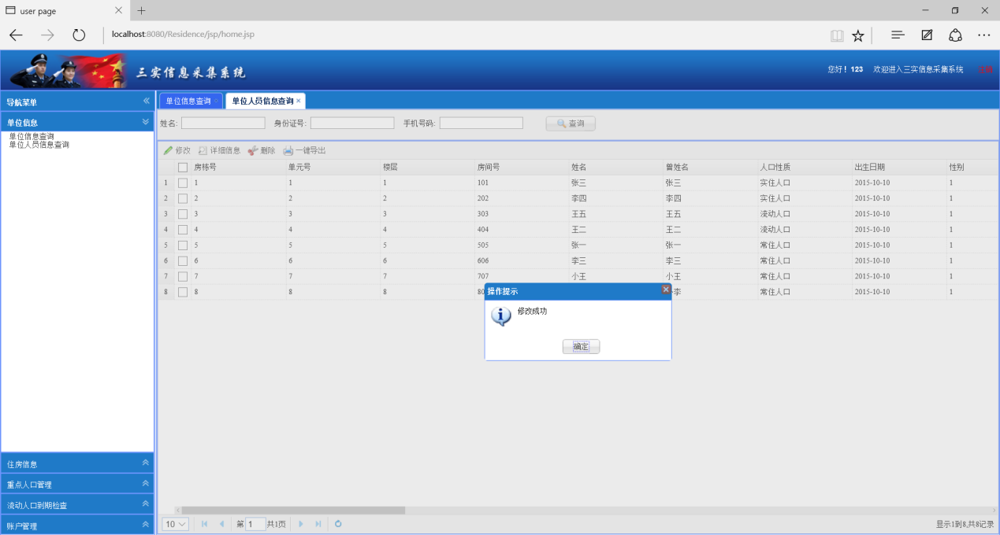 user page
localhost:8080/Residence/jsp/home.jsp
三实信息采集系统
您好！123 欢迎进入三实信息采集系统 注销
导航菜单
单位信息
单位信息查询
单位人员信息查询
住房信息
重点人口管理
流动人口到期检查
账户管理
单位信息查询 单位人员信息查询
姓名: 身份证号: 手机号码: 查询
修改 详细信息 删除 一键导出
房栋号 单元号 楼层 房间号 姓名 曾姓名 人口性质 出生日期 性别
1 1 1 1 101 张三 张三 实住人口 2015-10-10 1
2 2 2 2 202 李四 李四 实住人口 2015-10-10 1
3 3 3 3 303 王五 王五 流动人口 2015-10-10 1
4 4 4 4 404 王二 王二 流动人口 2015-10-10 1
5 5 5 5 505 张一 张一 常住人口 2015-10-10 1
6 6 6 6 606 李三 李三 常住人口 2015-10-10 1
7 7 7 7 707 小王 小王 常住人口 2015-10-10 1
8 8 8 8 80 李 常住人口 2015-10-10 1
操作提示
修改成功
确定
10 第 1 共1页 显示1到8,共8记录